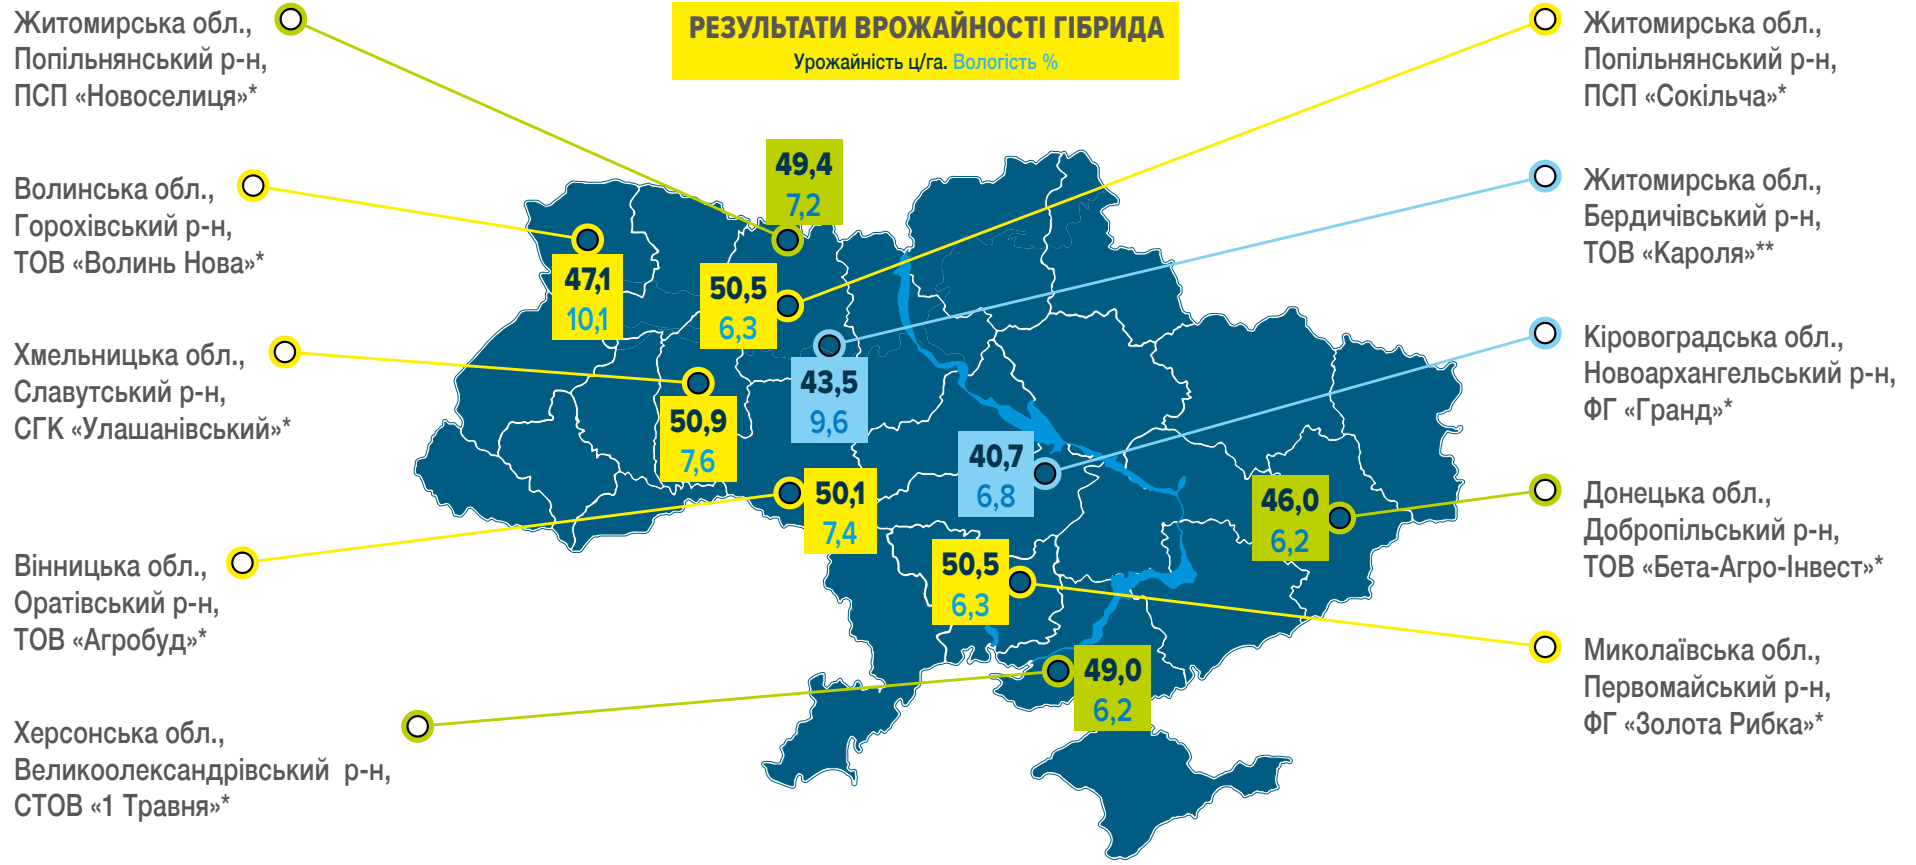 РЕЗУЛЬТАТИ ВРОЖАЙНОСТІ ГІБРИДА
Урожайність ц/га. Вологість %
Житомирська обл.,
Попільнянський р-н,
ПСП «Новоселиця»*
Волинська обл.,
Горохівський р-н,
ТОВ «Волинь Нова»*
Хмельницька обл.,
Славутський р-н,
СГК «Улашанівський»*
Вінницька обл.,
Оратівський р-н,
ТОВ «Агробуд»*
Херсонська обл.,
Великоолександрівський р-н,
СТОВ «1 Травня»*
49,4
7,2
47,1
10,1
50,5
6,3
43,5
9,6
50,9
7,6
40,7
6,8
50,1
7,4
46,0
6,2
50,5
6,3
49,0
6,2
Житомирська обл.,
Попільнянський р-н,
ПСП «Сокільча»*
Житомирська обл.,
Бердичівський р-н,
ТОВ «Кароля»**
Кіровоградська обл.,
Новоархангельський р-н,
ФГ «Гранд»*
Донецька обл.,
Добропільський р-н,
ТОВ «Бета-Агро-Інвест»*
Миколаївська обл.,
Первомайський р-н,
ФГ «Золота Рибка»*